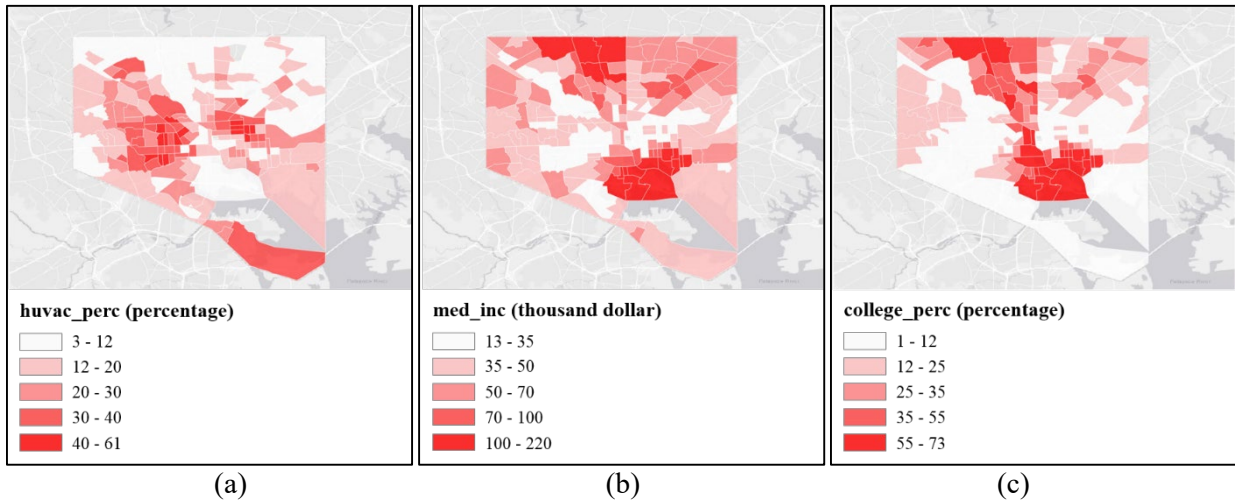 huvac_perc (percentage)
3 - 12
12 - 20
20 - 30
30 - 40
40 - 61
(a)
med_inc (thousand dollar)
13 - 35
35 - 50
50 - 70
70 - 100
100 - 220
(b)
college_perc (percentage)
1 - 12
12 - 25
25 - 35
35 - 55
55 - 73
(c)